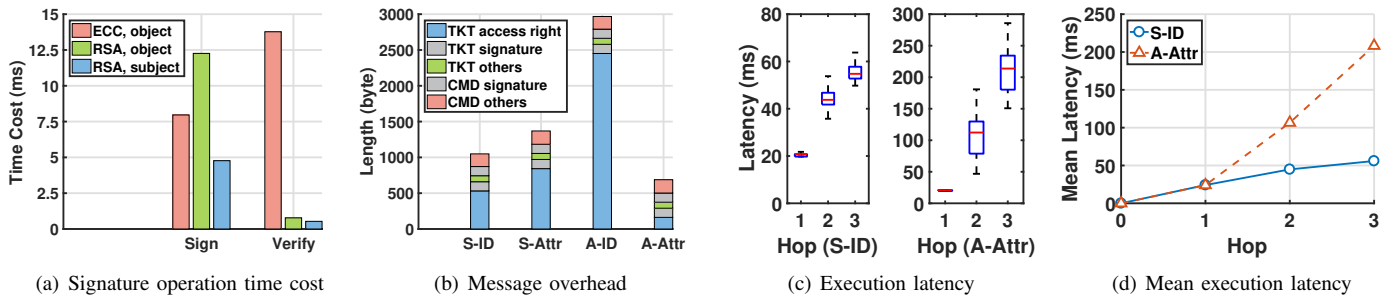 15
12.5
10
7.5
5
2.5
0
Time Cost (ms)
ECC, object
RSA, object
RSA, subject
Sign
Verify
(a) Signature operation time cost
3000
2500
2000
1500
1000
500
0
Length (byte)
TKT access right
TKT signature
TKT others
CMD signature
CMD others
S-ID
S-Attr
A-ID
A-Attr
(b) Message overhead
80
60
40
20
0
Latency (ms)
1 2 3
Hop (S-ID)
300
250
200
150
100
50
0
1 2 3
Hop (A-Attr)
(c) Execution latency
250
200
150
100
50
0
Mean Latency (ms)
S-ID
A-Attr
0 1 2 3
Hop
(d) Mean execution latency